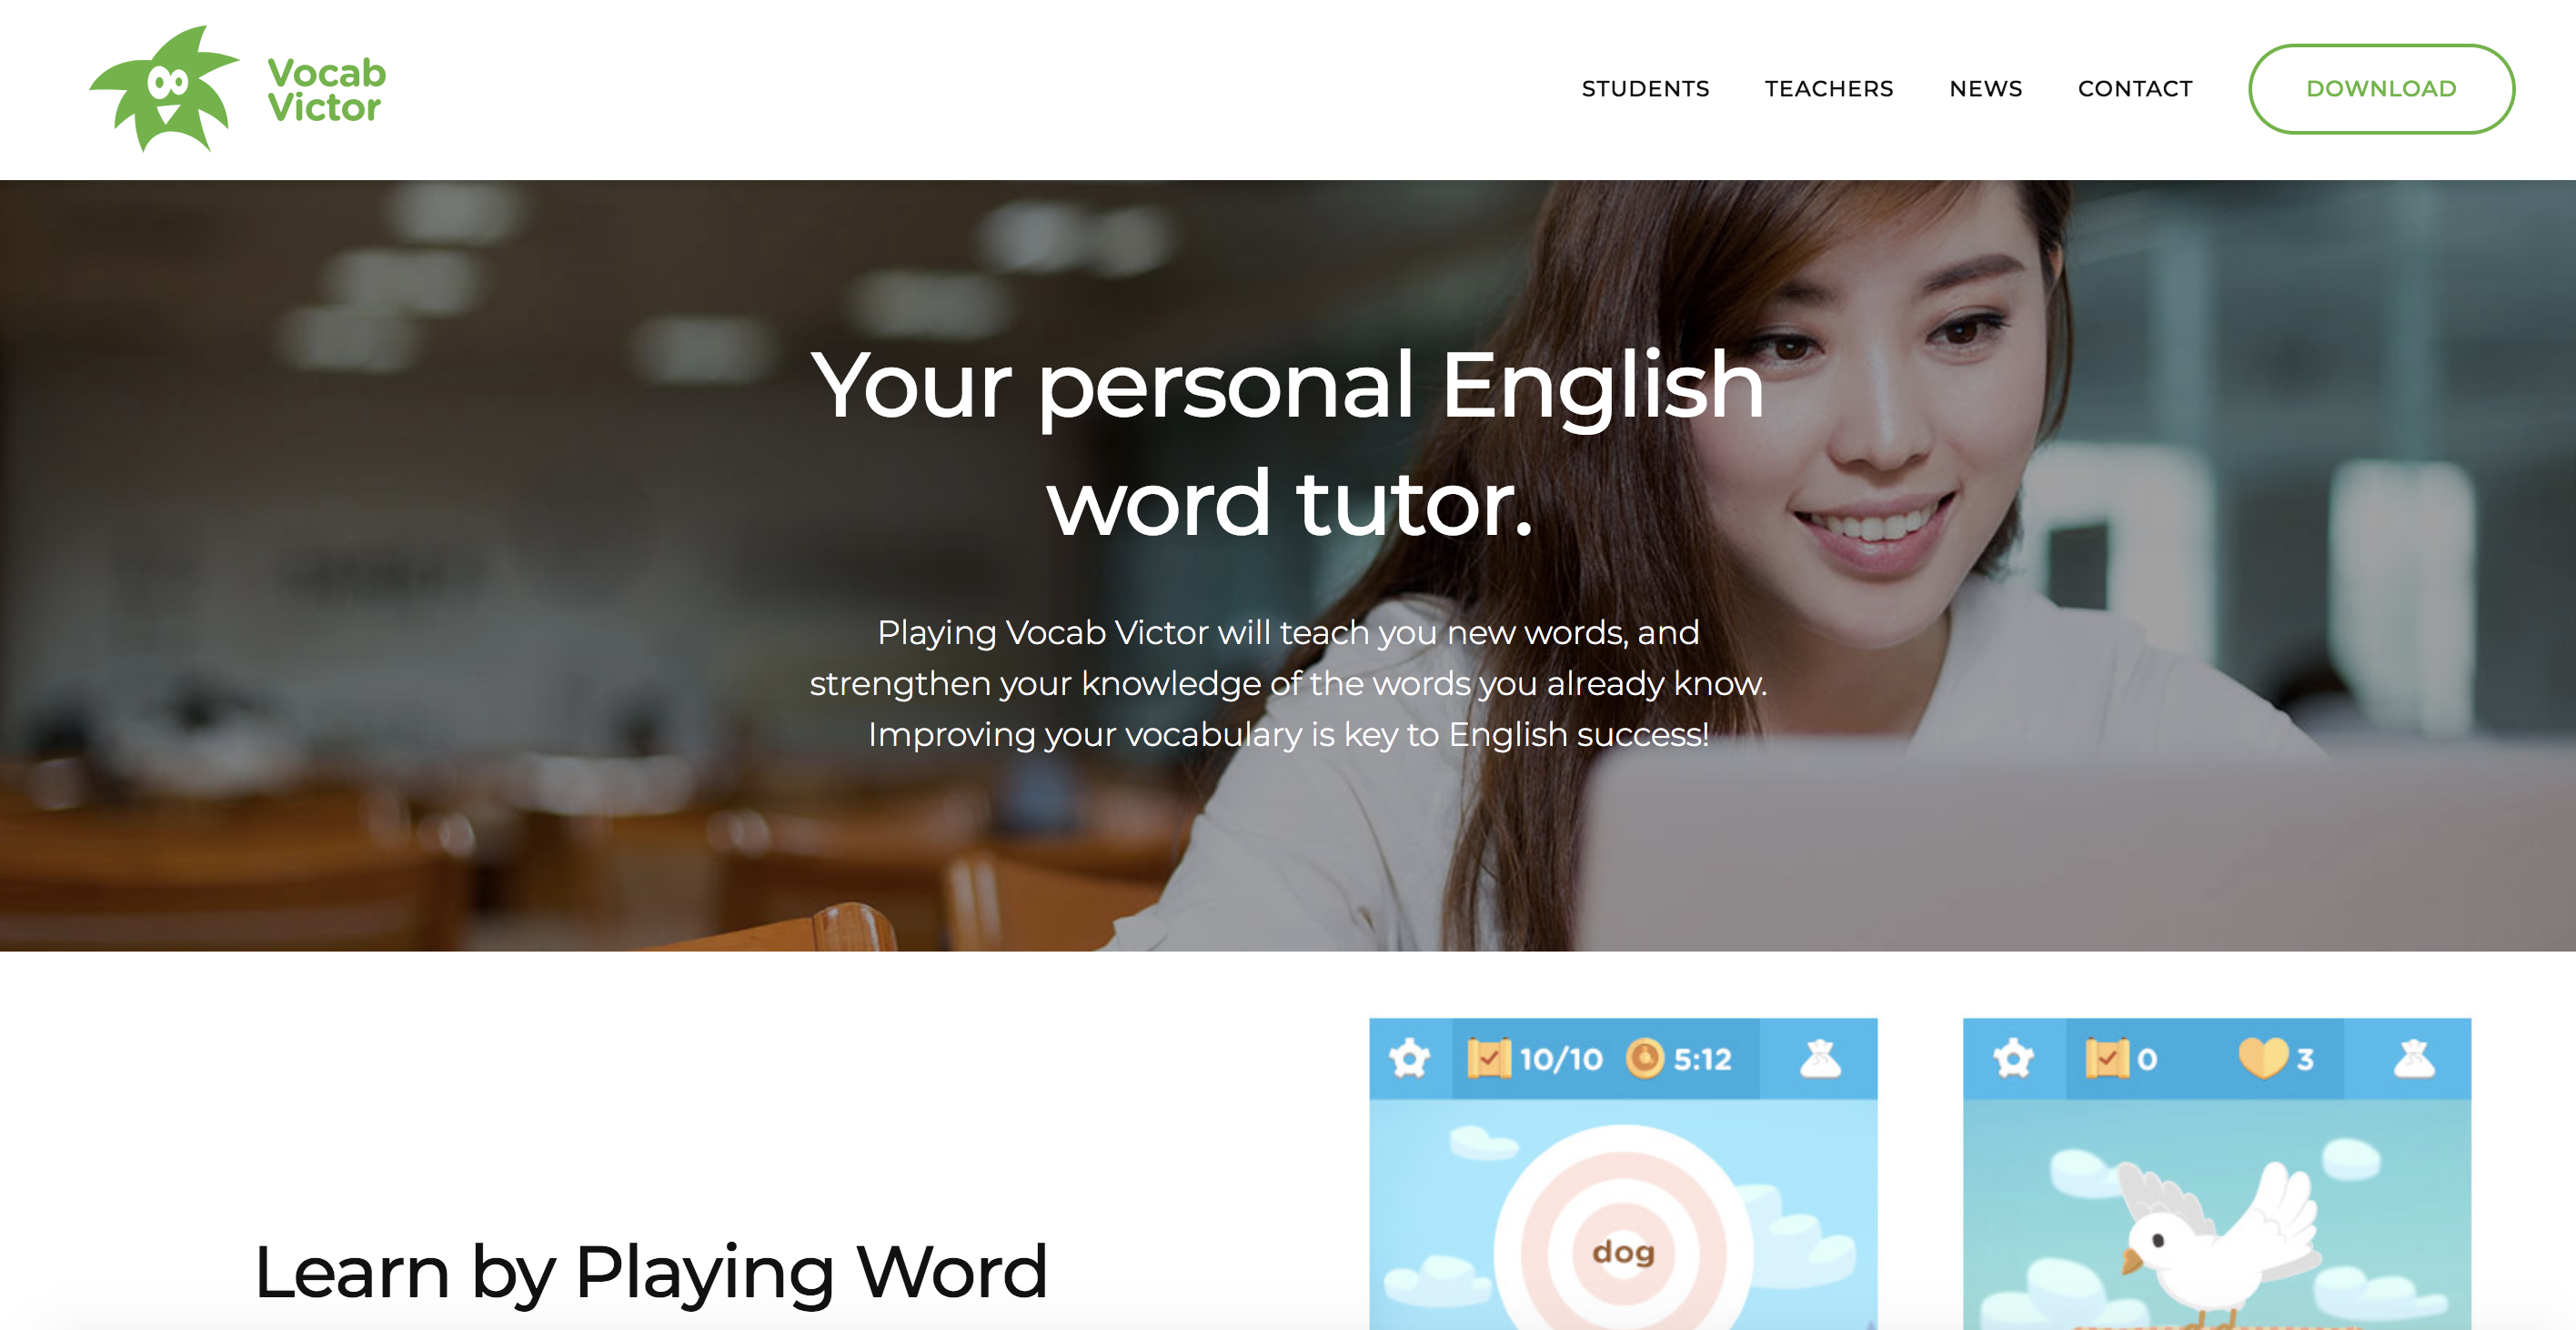 Vocab
Victor
STUDENTS TEACHERS NEWS CONTACT DOWNLOAD
Your personal English
word tutor.
Playing Vocab Victor will teach you new words, and
strengthen your knowledge of the words you already know.
Improving your vocabulary is key to English success!
10/10 5:12
0 3
dog
Learn by Playing Word